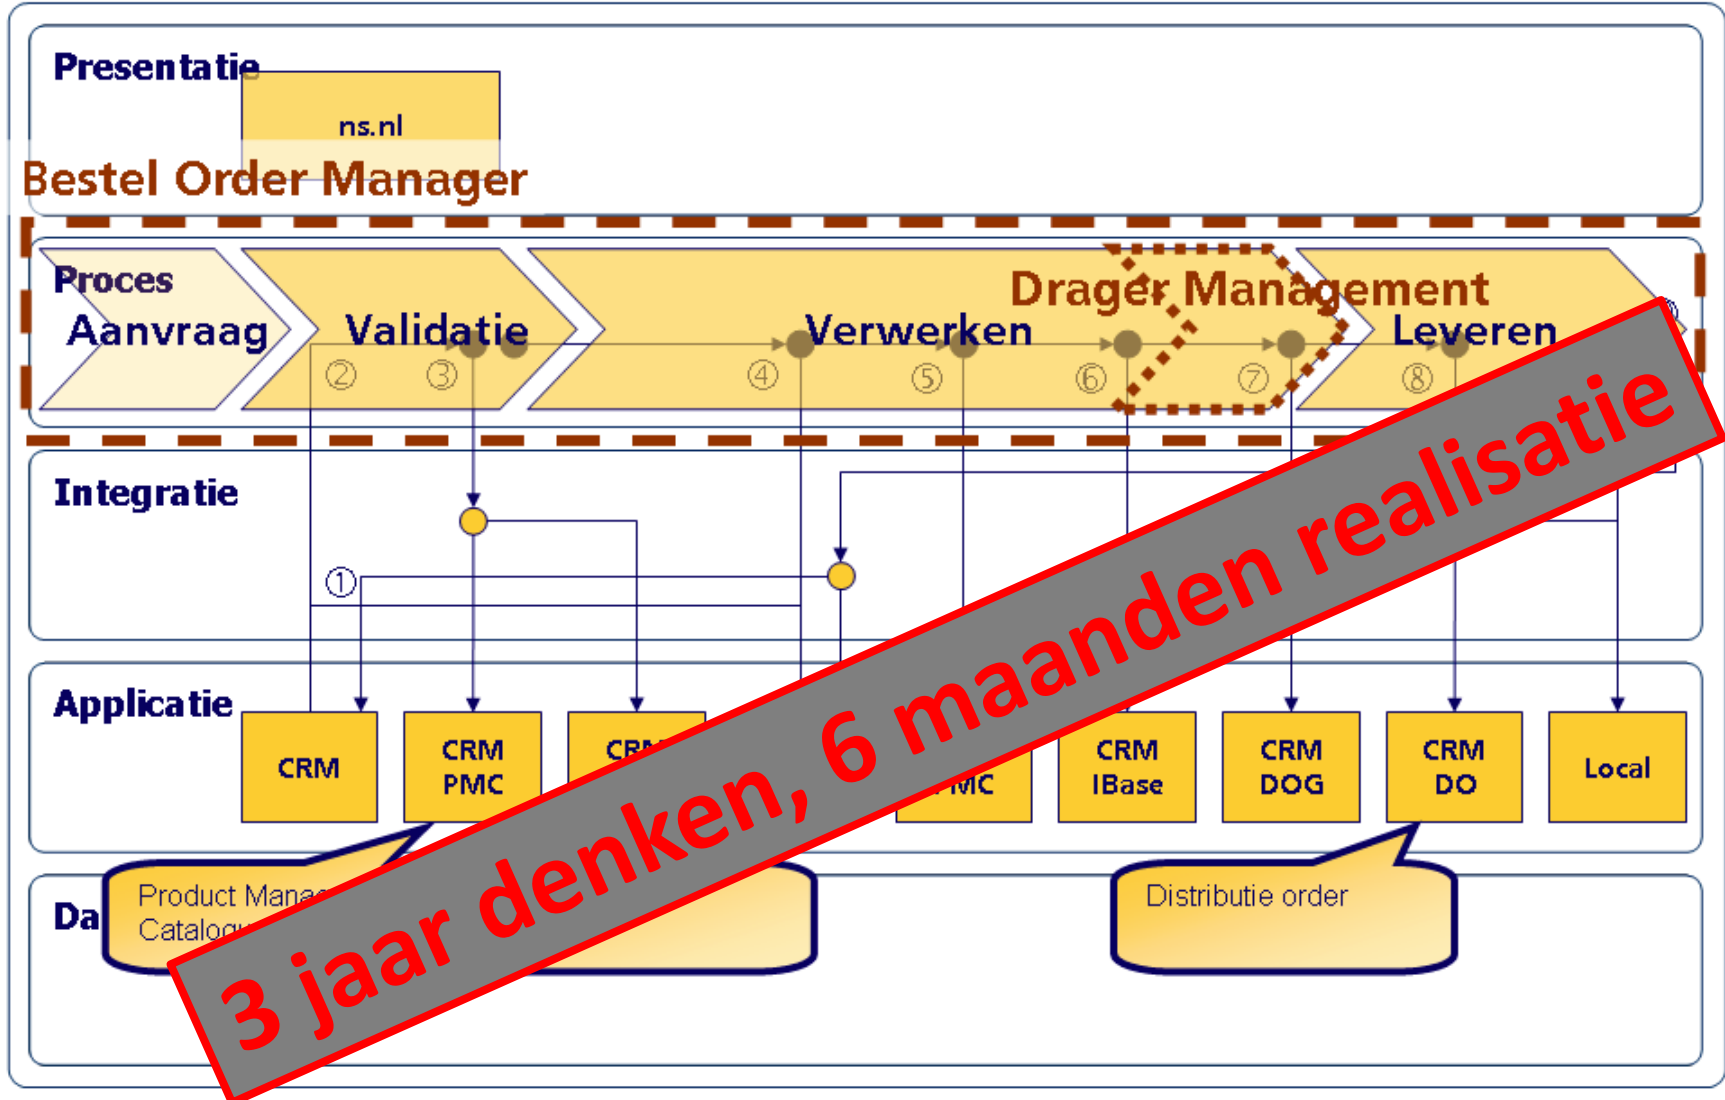 Presentatie
ns.nl
Bestel Order Manager
Proces
Drager Management
Aanvraag
Validatie
Verwerken
Leveren
② ③ ④ ⑤ ⑥ ⑦ ⑧
Integratie
①
Applicatie
CRM
CRM
PMC
CRM
IBase
CRM
DOG
CRM
DO
Local
Product
Distributie order
3 jaar denken, 6 maanden realisatie